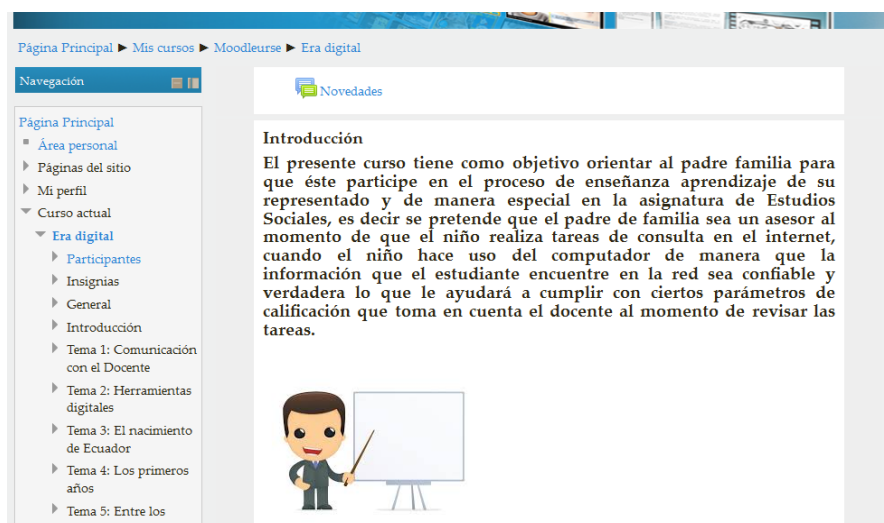 Página Principal ► Mis cursos ► Moodleurse ► Era digital
Navegación
Página Principal
Área personal
Páginas del sitio
Mi perfil
Curso actual
Era digital
Participantes
Insignias
General
Introducción
Tema 1: Comunicación
con el Docente
Tema 2: Herramientas
digitales
Tema 3: El nacimiento
de Ecuador
Tema 4: Los primeros
años
Tema 5: Entre los
Novedades
Introducción
El presente curso tiene como objetivo orientar al padre familia para
que éste participe en el proceso de enseñanza aprendizaje de su
representado y de manera especial en la asignatura de Estudios
Sociales, es decir se pretende que el padre de familia sea un asesor al
momento de que el niño realiza tareas de consulta en el internet,
cuando el niño hace uso del computador de manera que la
información que el estudiante encuentre en la red sea confiable y
verdadera lo que le ayudará a cumplir con ciertos parámetros de
calificación que toma en cuenta el docente al momento de revisar las
tareas.